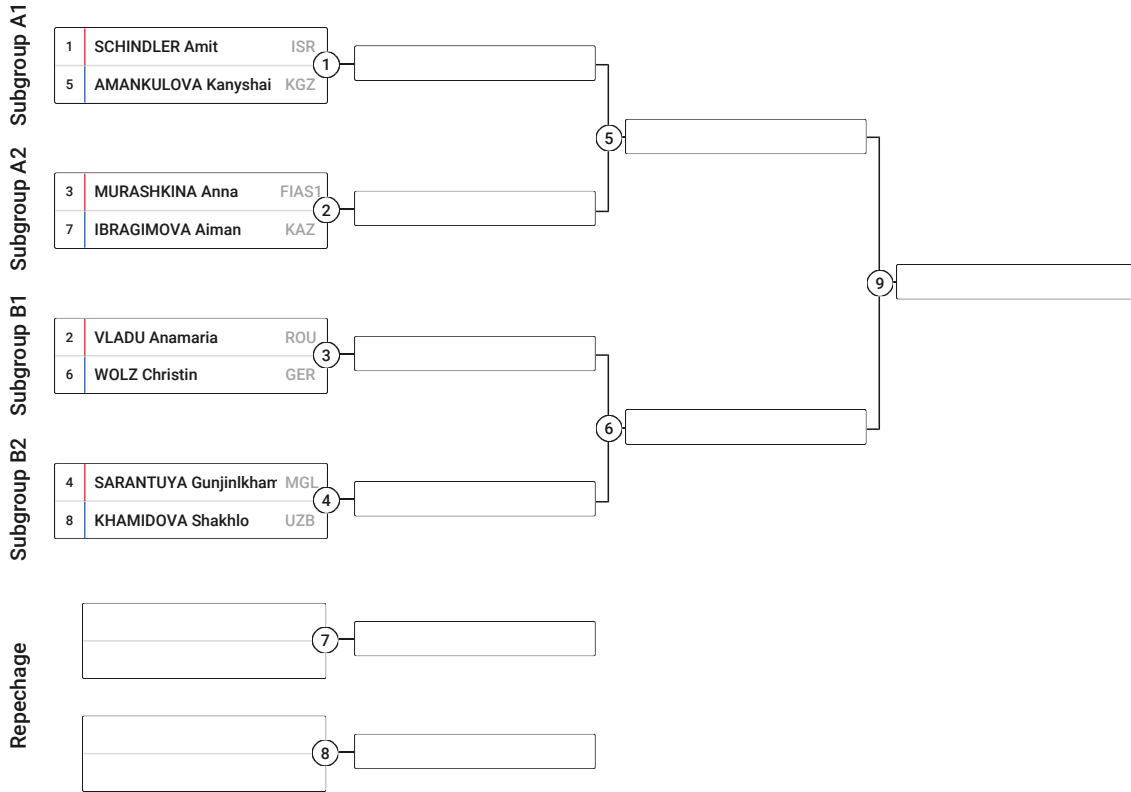 Subgroup A1
1 SCHINDLER Amit ISR
5 AMANKULOVA Kanyshai KGZ
1
Subgroup A2
3 MURASHKINA Anna FIAS1
7 IBRAGIMOVA Aiman KAZ
2
5
Subgroup B1
2 VLADU Anamaria ROU
6 WOLZ Christin GER
3
Subgroup B2
4 SARANTUYA Gunjinlkham MGL
8 KHAMIDOVA Shakhlo UZB
4
6
9
Repechage
7
8